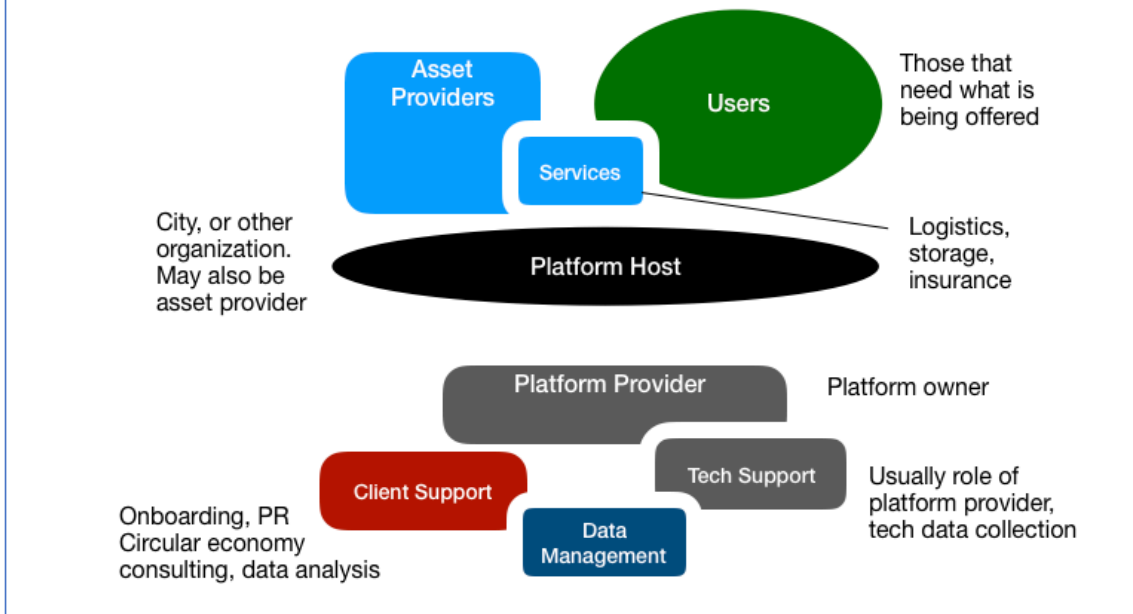 Asset
Providers
Users
Those that
need what is
being offered
Services
City, or other
organization.
May also be
asset provider
Logistics,
storage,
insurance
Platform Host
Platform Provider
Platform owner
Client Support
Tech Support
Usually role of
platform provider,
tech data collection
Onboarding, PR
Circular economy
consulting, data analysis
Data
Management